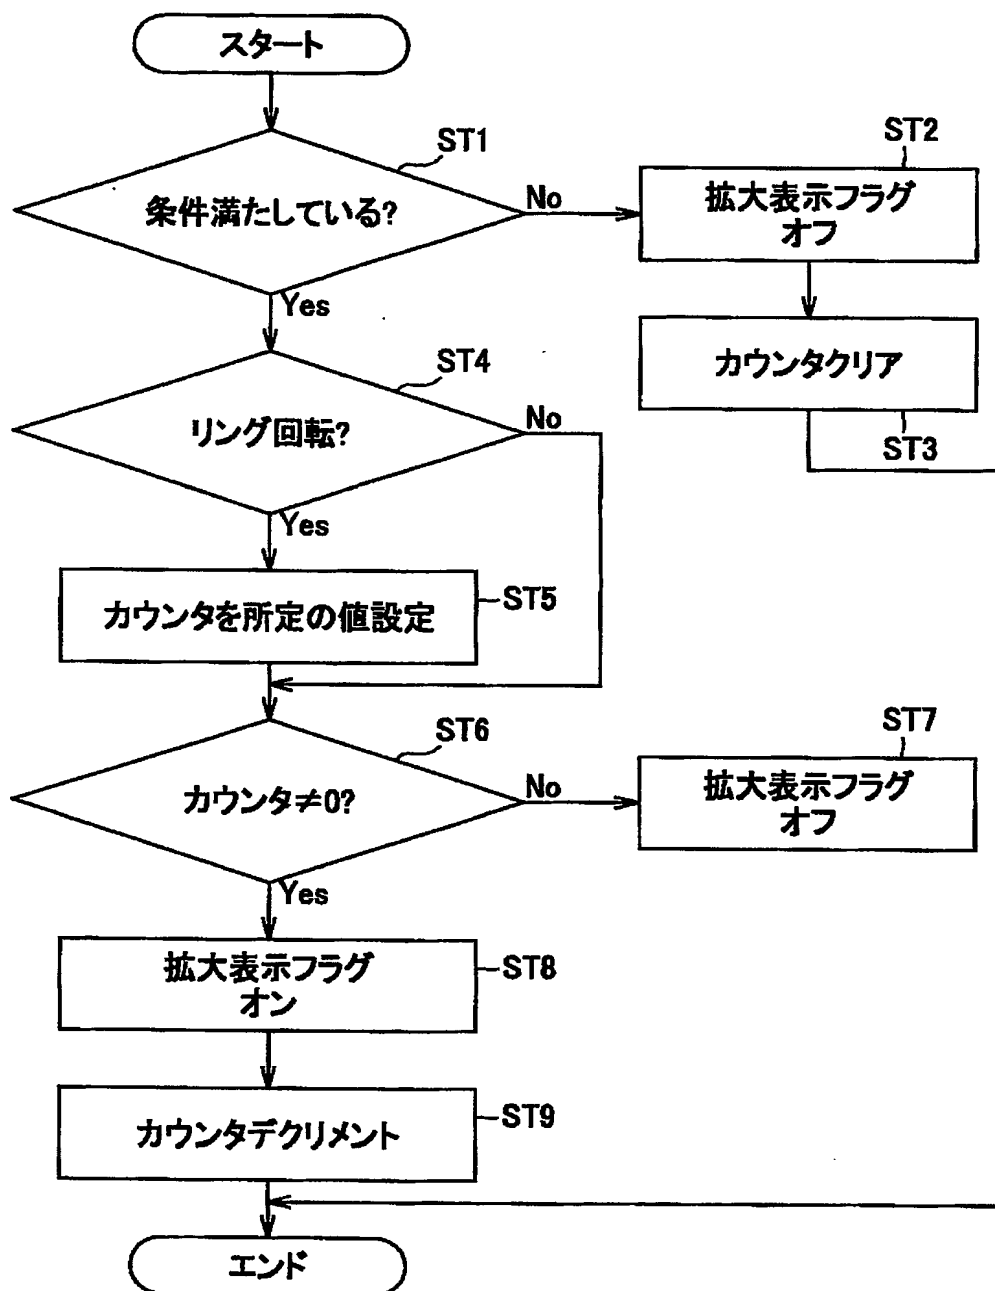 スタート
ST1
条件満たしている?
No
Yes
ST2
拡大表示フラグ
オフ
カウンタクリア
ST3
ST4
リング回転?
No
Yes
カウンタを所定の値設定
ST5
ST6
カウンタ≠0?
No
Yes
ST7
拡大表示フラグ
オフ
拡大表示フラグ
オン
ST8
カウンタデクリメント
ST9
エンド